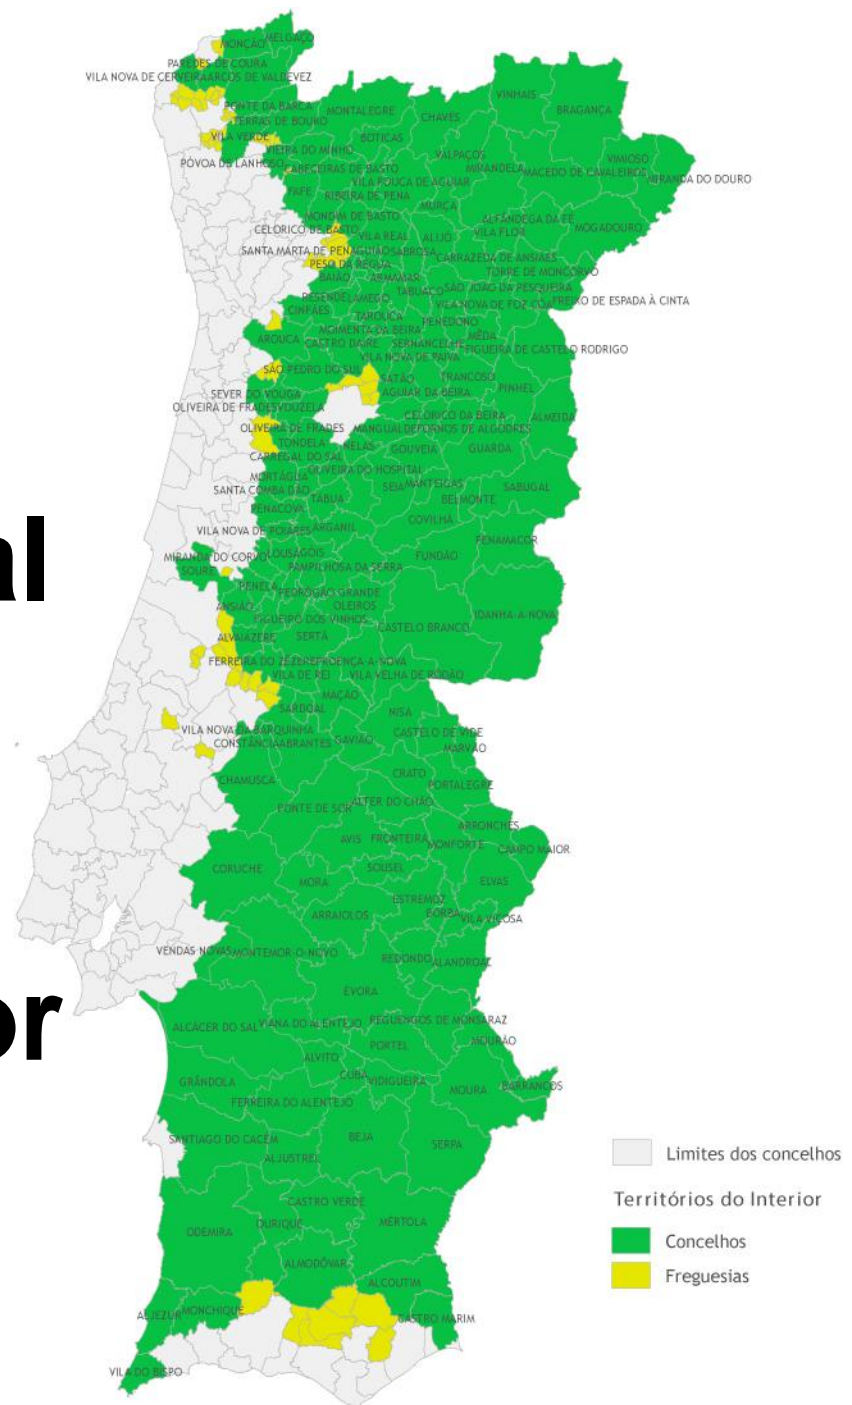 MONÇÃO
MELGAÇO
PAREDES DE COURA
VILA NOVA DE CERVEIRA
ARCOS DE VALDEVEZ
PONTE DA BARCA
TERRAS DE BOURO
MONTALEGRE
CHAVES
VINHAIS
BRAGANÇA
VILA VERDE
BOTICAS
VIEIRA DO MINHO
VALPAÇOS
VIMIOSO
PÓVOA DE LANHOSO
CABECEIRAS DE BASTO
MIRANDELA
MACEDO DE CAVALEIROS
MIRANDA DO DOURO
VILA POUCA DE AGUIAR
FAFE
RIBEIRA DE PENA
MURÇA
MONDIM DE BASTO
ALFÂNDEGA DA FÉ
CELORICO DE BASTO
VILA REAL
ALIJÓ
VILA FLOR
MOGADOURO
SANTA MARTA DE PENAGUIÃO
SABROSA
CARRAZEDA DE ANSIÃES
PESO DA RÉGUA
TORRE DE MONCORVO
BAIÃO
ARMAMAR
TABUAÇO
SÃO JOÃO DA PESQUEIRA
RESENDE
LAMEGO
VILA NOVA DE FOZ CÔA
FREIXO DE ESPADA À CINTA
CINFÃES
TAROUCA
PENEDONO
MOIMENTA DA BEIRA
AROUCA
CASTRO DAIRE
SERNANCELHE
MÊDA
FIGUEIRA DE CASTELO RODRIGO
VILA NOVA DE PAIVA
SÃO PEDRO DO SUL
SÁTÃO
TRANCOSO
PINHEL
SEVER DO VOUGA
AGUIAR DA BEIRA
OLIVEIRA DE FRADES
VOUZELA
CELORICO DA BEIRA
ALMEIDA
OLIVEIRA DE FRADES
MANGUALDE
FORNOS DE ALGODRES
TONDELA
NELAS
GOUVEIA
GUARDA
CARREGAL DO SAL
OLIVEIRA DO HOSPITAL
MORTÁGUA
SEIA
MANTEIGAS
SABUGAL
SANTA COMBA DÃO
TÁBUA
BELMONTE
PENACOVA
COVILHÃ
al
VILA NOVA DE POIARES
ARGANIL
PENAMACOR
MIRANDA DO CORVO
LOUSÃ
GÓIS
FUNDÃO
SOURE
PAMPILHOSA DA SERRA
PENELA
PEDRÓGÃO GRANDE
ANSIÃO
OLEIROS
IDANHA-A-NOVA
FIGUEIRÓ DOS VINHOS
CASTELO BRANCO
ALVAIÁZERE
SERTÃ
FERREIRA DO ZÊZERE
PROENÇA-A-NOVA
VILA DE REI
VILA VELHA DE RÓDÃO
MAÇÃO
SARDOAL
NISA
VILA NOVA DA BARQUINHA
CONSTÂNCIA
ABRANTES
GAVIÃO
CASTELO DE VIDE
MARVÃO
CHAMUSCA
CRATO
PORTALEGRE
PONTE DE SOR
ALTER DO CHÃO
ARRONCHES
AVIS
FRONTEIRA
MONFORTE
CAMPO MAIOR
CORUCHE
SOUSEL
MORA
ELVAS
ESTREMOZ
ARRAIOLOS
BORBA
VILA VIÇOSA
VENDAS NOVAS
MONTEMOR-O-NOVO
REDONDO
ALANDROAL
ÉVORA
or
ALCÁCER DO SAL
VIANA DO ALENTEJO
REGUENGOS DE MONSARAZ
PORTEL
MOURÃO
ALVITO
GRÂNDOLA
CUBA
VIDIGUEIRA
MOURA
BARRANCOS
FERREIRA DO ALENTEJO
SANTIAGO DO CACÉM
BEJA
SERPA
ALJUSTREL
CASTRO VERDE
ODEMIRA
OURIQUE
MÉRTOLA
ALMODÔVAR
ALCOUTIM
ALJEZUR
MONCHIQUE
CASTRO MARIM
VILA DO BISPO
Limites dos concelhos
Territórios do Interior
Concelhos
Freguesias